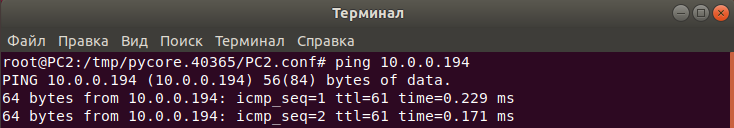 Терминал
Файл Правка Вид Поиск Терминал Справка
root@PC2:/tmp/pycore.40365/PC2.conf# ping 10.0.0.194
PING 10.0.0.194 (10.0.0.194) 56(84) bytes of data.
64 bytes from 10.0.0.194: icmp_seq=1 ttl=61 time=0.229 ms
64 bytes from 10.0.0.194: icmp_seq=2 ttl=61 time=0.171 ms